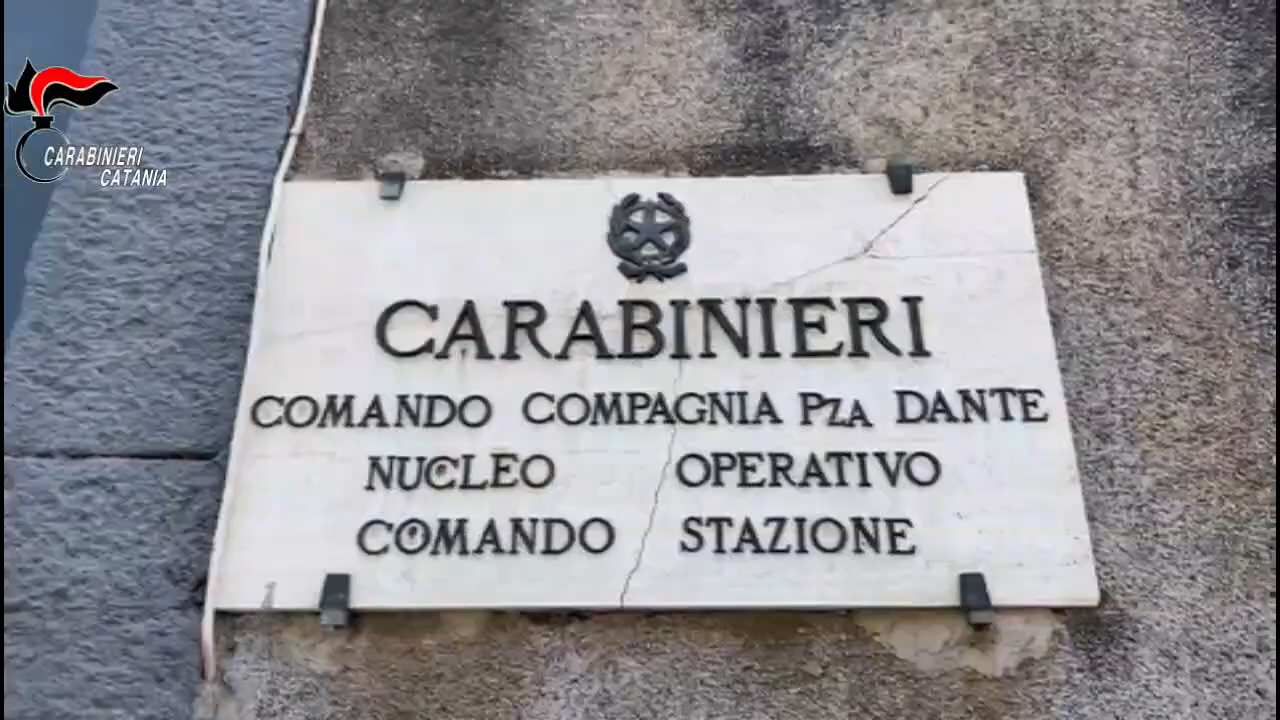 CARABINIERI
CATANIA
CARABINIERI
COMANDO COMPAGNIA PZA DANTE
NUCLEO OPERATIVO
COMANDO STAZIONE